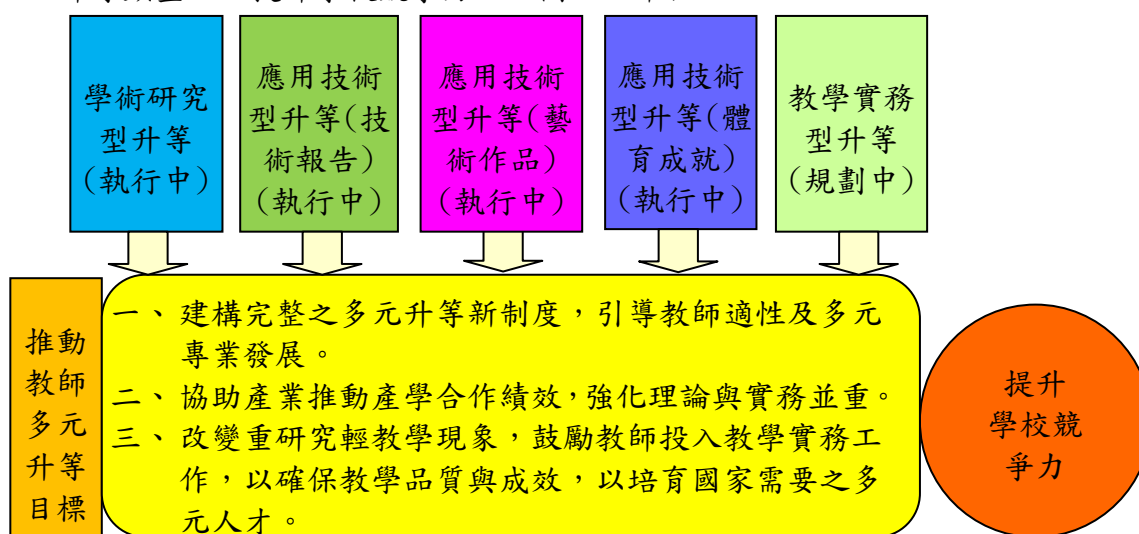 學術研究
型升等
(執行中)
應用技術
型升等(技
術報告)
(執行中)
應用技術
型升等(藝
術作品)
(執行中)
應用技術
型升等(體
育成就)
(執行中)
教學實務
型升等
(規劃中)
推動
教師
多元
升等
目標
一、建構完整之多元升等新制度，引導教師適性及多元
專業發展。
二、協助產業推動產學合作績效，強化理論與實務並重。
三、改變重研究輕教學現象，鼓勵教師投入教學實務工
作，以確保教學品質與成效，以培育國家需要之多
元人才。
提升
學校競
爭力